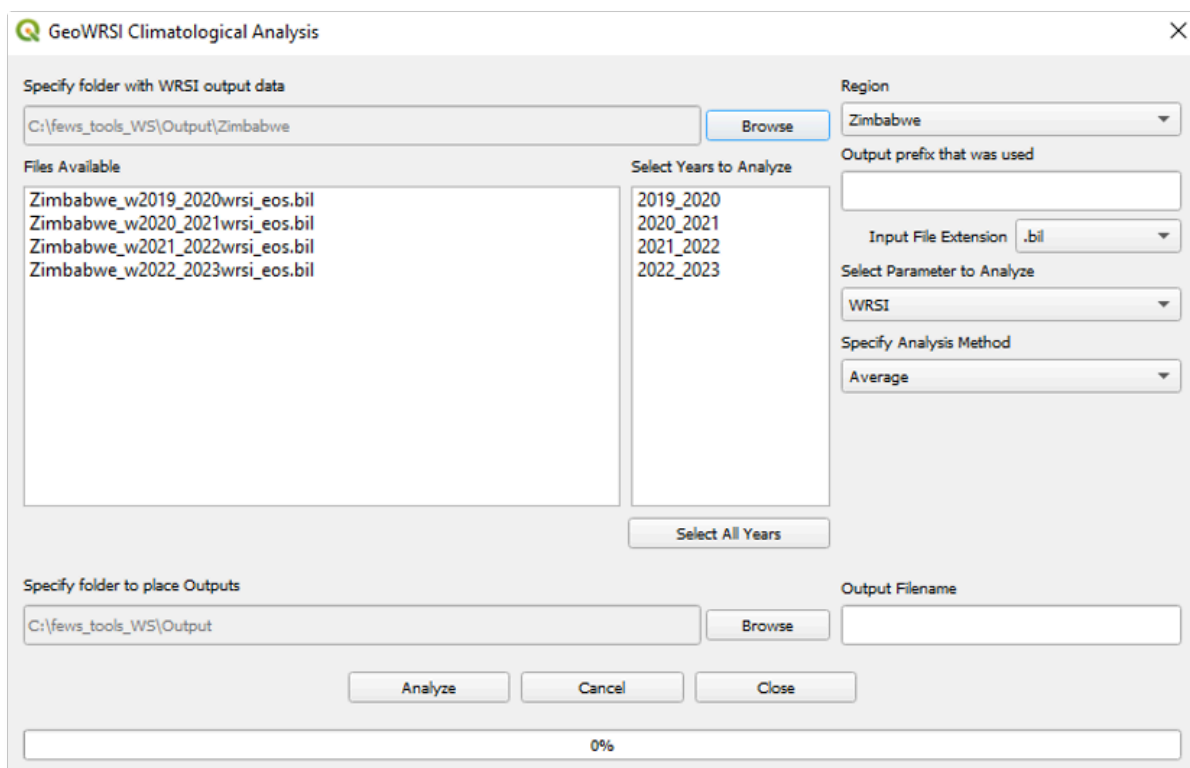 GeoWRSI Climatological Analysis
Specify folder with WRSI output data
C:\fews_tools_WS\Output\Zimbabwe
Browse
Region
Zimbabwe
Files Available
Zimbabwe_w2019_2020wrsi_eos.bil
Zimbabwe_w2020_2021wrsi_eos.bil
Zimbabwe_w2021_2022wrsi_eos.bil
Zimbabwe_w2022_2023wrsi_eos.bil
Select Years to Analyze
2019_2020
2020_2021
2021_2022
2022_2023
Select All Years
Output prefix that was used
Input File Extension .bil
Select Parameter to Analyze
WRSI
Specify Analysis Method
Average
Specify folder to place Outputs
C:\fews_tools_WS\Output
Browse
Output Filename
Analyze Cancel Close
0%